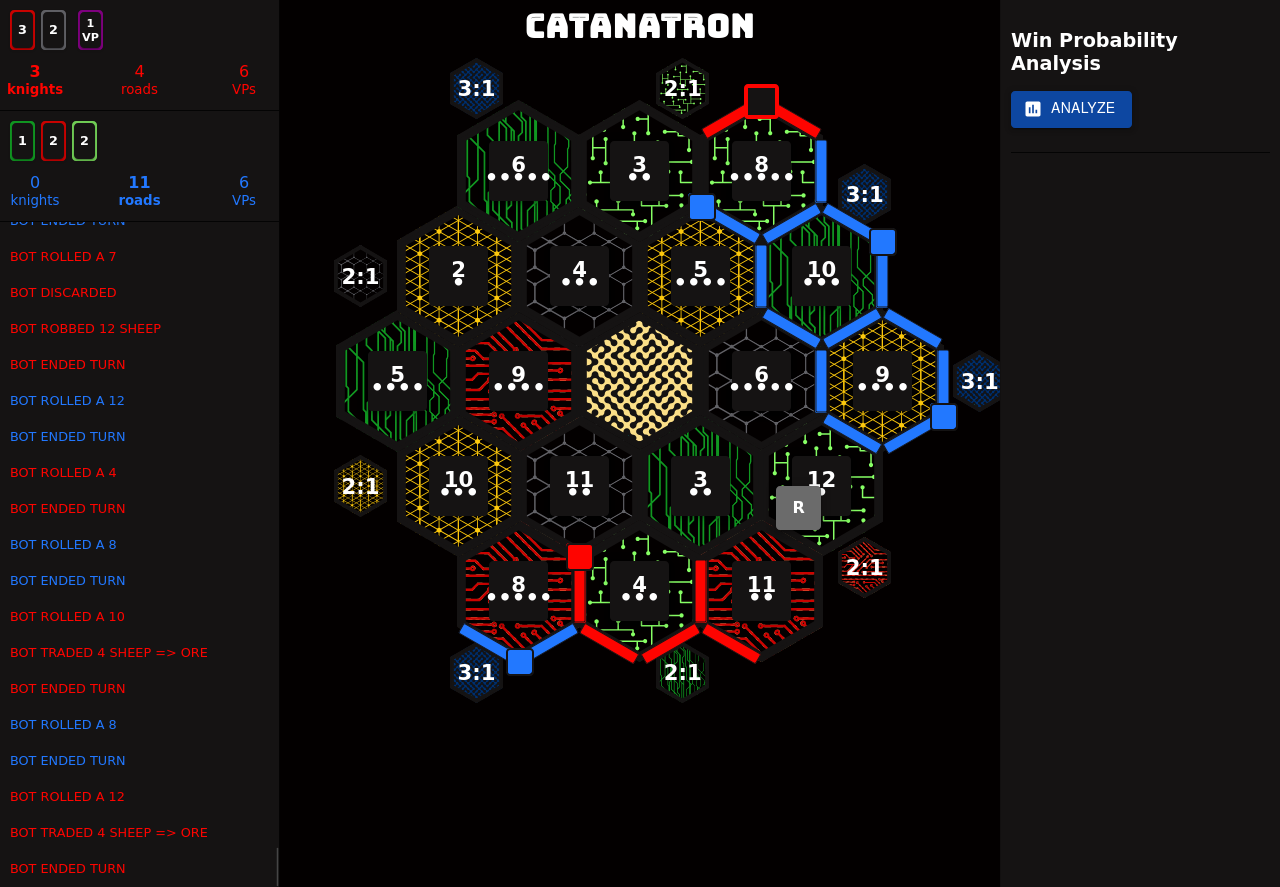 3 2 1 VP
3 4 6
knights roads VPs
1 2 2
0 11 6
knights roads VPs
BOT ENDED TURN
BOT ROLLED A 7
BOT DISCARDED
BOT ROBBED 12 SHEEP
BOT ENDED TURN
BOT ROLLED A 12
BOT ENDED TURN
BOT ROLLED A 4
BOT ENDED TURN
BOT ROLLED A 8
BOT ENDED TURN
BOT ROLLED A 10
BOT TRADED 4 SHEEP => ORE
BOT ENDED TURN
BOT ROLLED A 8
BOT ENDED TURN
BOT ROLLED A 12
BOT TRADED 4 SHEEP => ORE
BOT ENDED TURN
CATANATRON
3:1 2:1
6 3 8
3:1
2:1 2 4 5 10
5 9 6 9 3:1
2:1 10 11 3 12
R
8 4 11 2:1
3:1 2:1
Win Probability
Analysis
ANALYZE